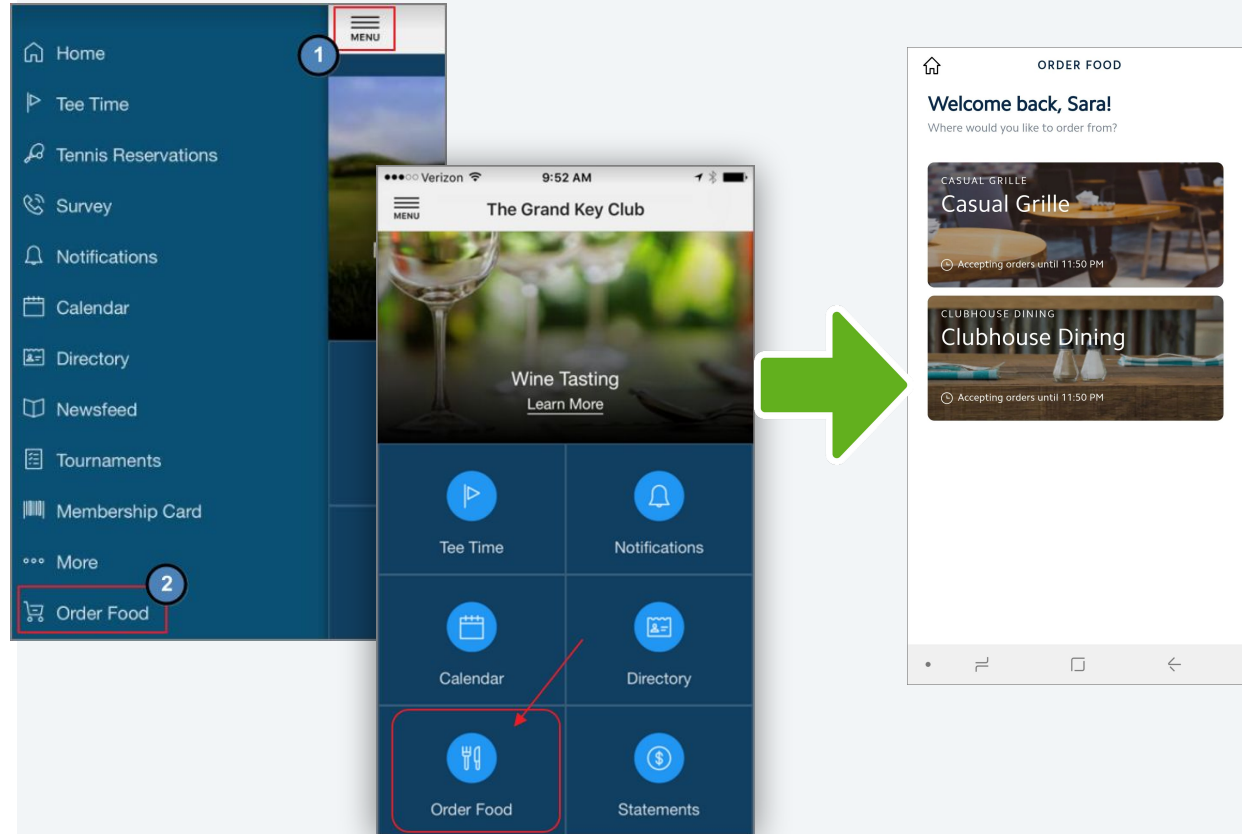 MENU
1
Home
Tee Time
Tennis Reservations
Survey
Notifications
Calendar
Directory
Newsfeed
Tournaments
Membership Card
More
2
Order Food
Verizon 9:52 AM
MENU
The Grand Key Club
Wine Tasting
Learn More
Tee Time
Notifications
Calendar
Directory
Order Food
Statements
ORDER FOOD
Welcome back, Sara!
Where would you like to order from?
CASUAL GRILLE
Casual Grille
Accepting orders until 11:50 PM
CLUBHOUSE DINING
Clubhouse Dining
Accepting orders until 11:50 PM